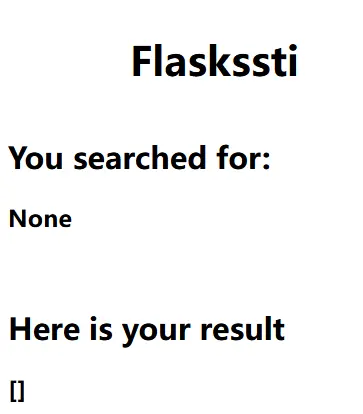 Flaskssti
You searched for:
None
Here is your result
[]